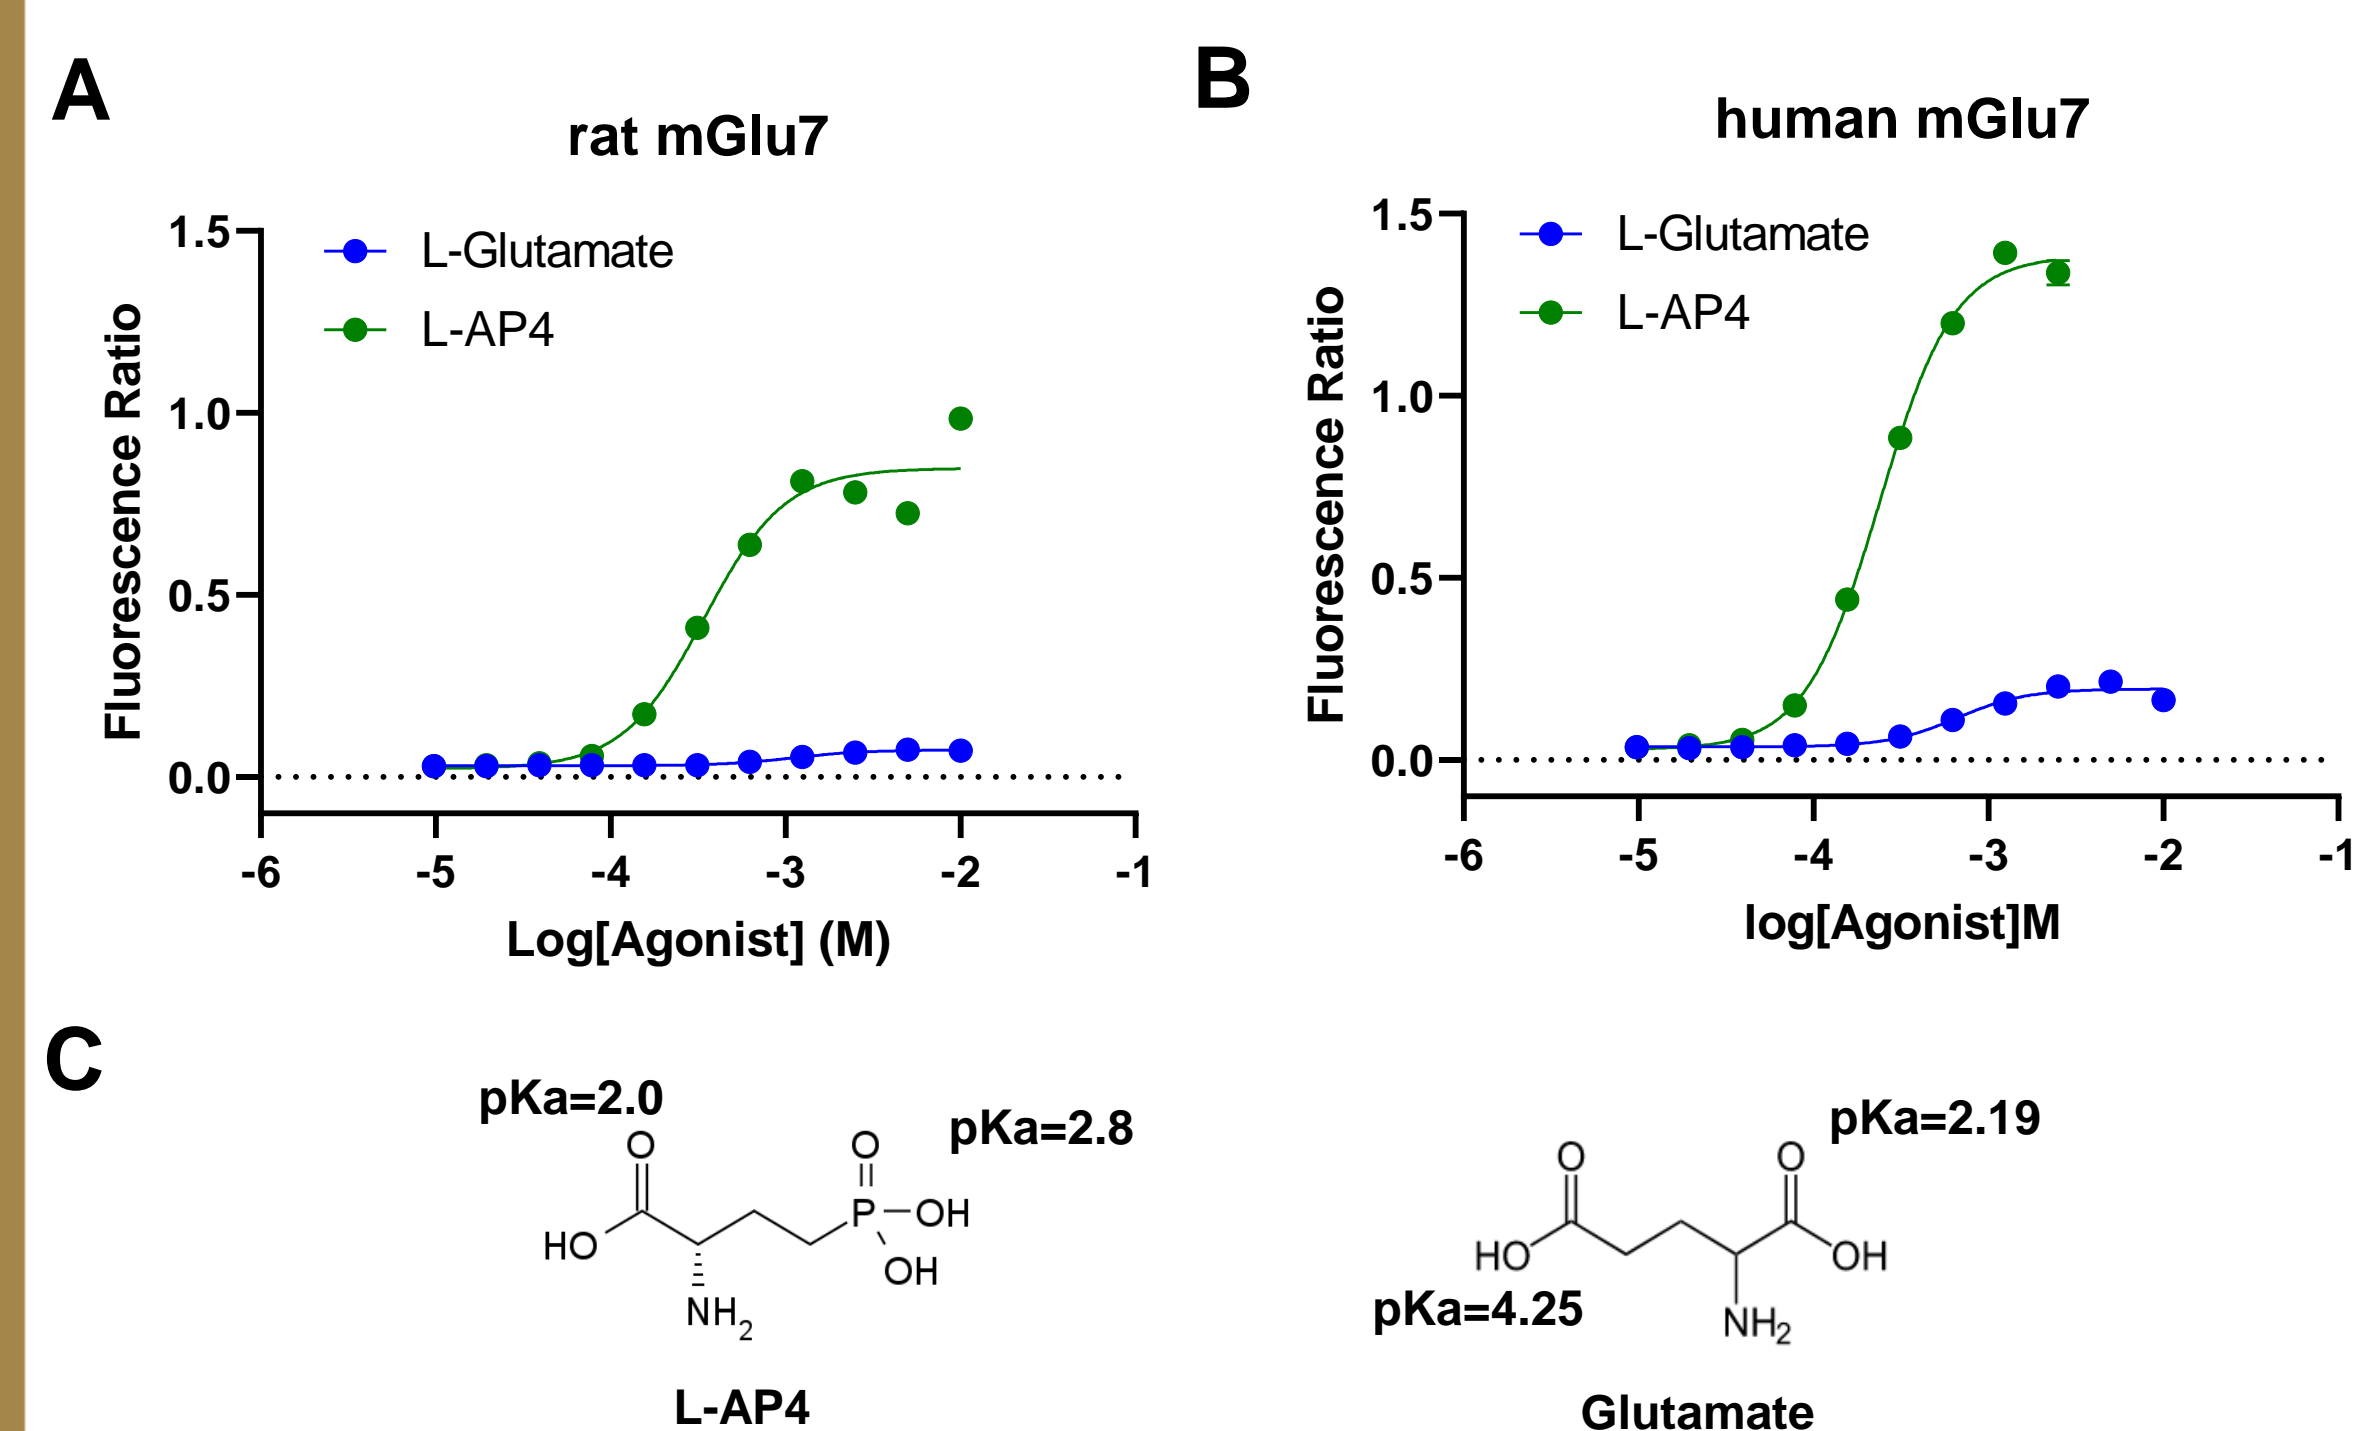 A
rat mGlu7
1.5
1.0
0.5
0.0
Fluorescence Ratio
L-Glutamate
L-AP4
-6 -5 -4 -3 -2 -1
Log[Agonist] (M)
B
human mGlu7
1.5
1.0
0.5
0.0
Fluorescence Ratio
L-Glutamate
L-AP4
-6 -5 -4 -3 -2 -1
log[Agonist]M
C
pKa=2.0
pKa=2.8
O O
HO P OH
OH
NH2
L-AP4
pKa=2.19
O O
HO OH
pKa=4.25
NH2
Glutamate